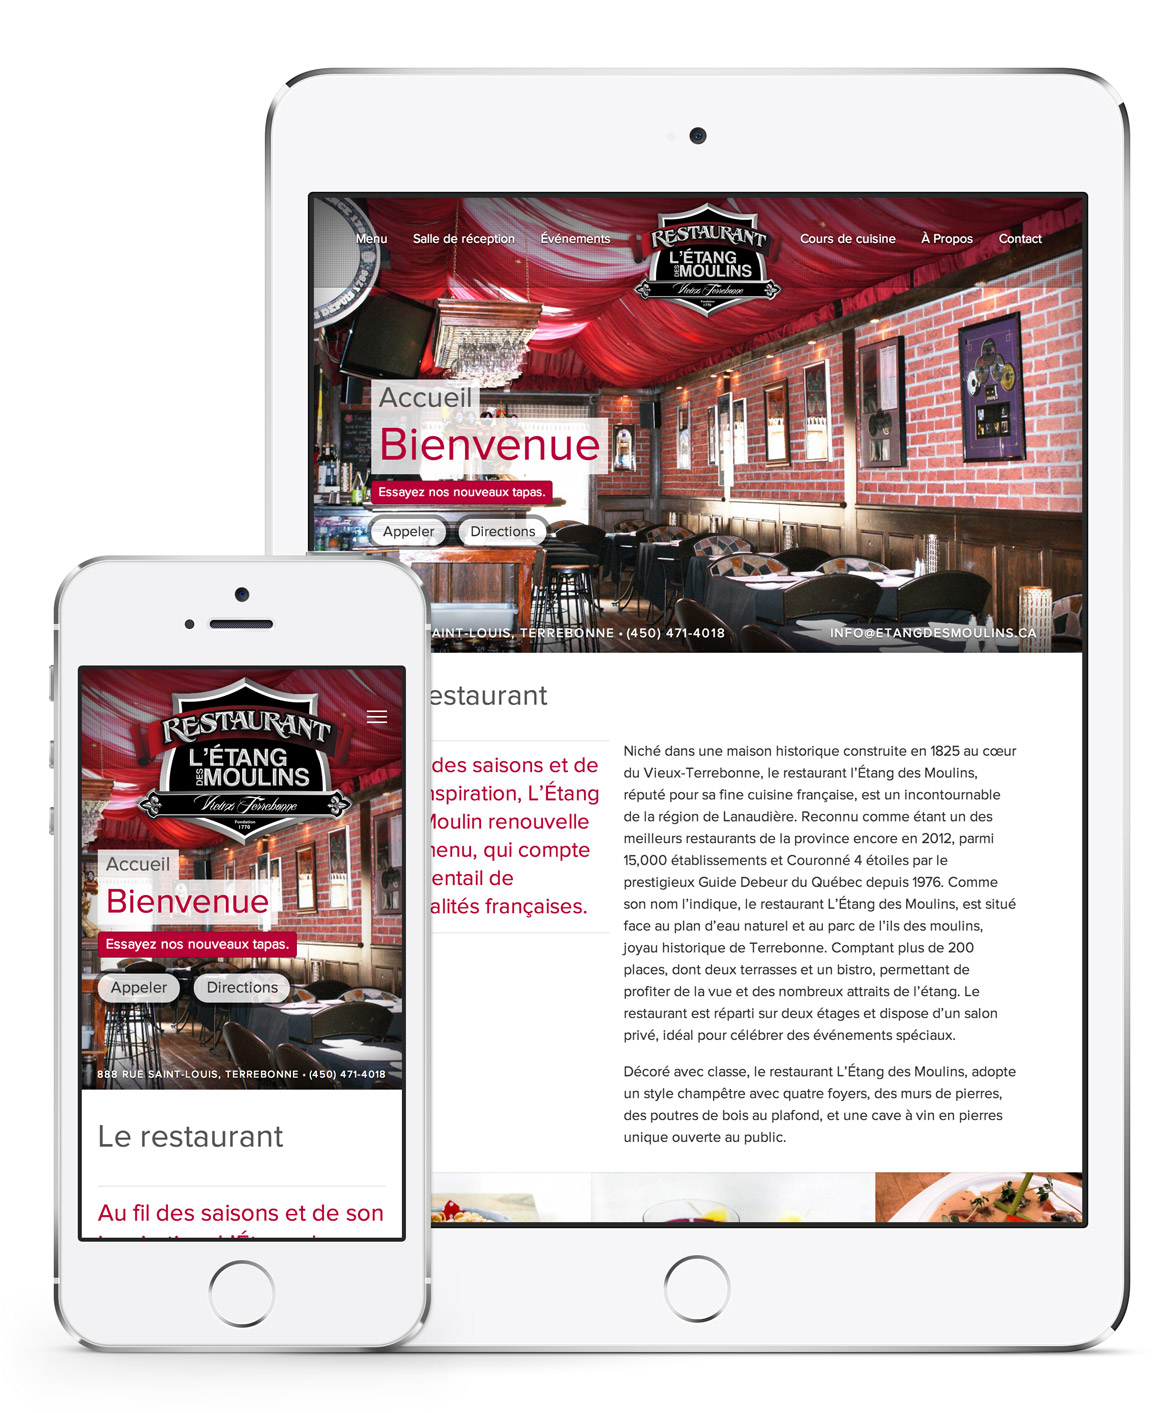 Menu
Salle de réception
Événements
RESTAURANT
L'ÉTANG
DES MOULINS
Vieux Terrebonne
Fondation
1770
Cours de cuisine
À Propos
Contact
DEPUIS 1770
Accueil
Bienvenue
Essayez nos nouveaux tapas.
Appeler
Directions
AINT-LOUIS, TERREBONNE • (450) 471-4018
INFO@ETANGDESMOULINS.CA
estaurant
des saisons et de
nspiration, L'Étang
Moulin renouvelle
nenu, qui compte
entail de
alités françaises.
Niché dans une maison historique construite en 1825 au cœur
du Vieux-Terrebonne, le restaurant l'Étang des Moulins,
réputé pour sa fine cuisine française, est un incontournable
de la région de Lanaudière. Reconnu comme étant un des
meilleurs restaurants de la province encore en 2012, parmi
15,000 établissements et Couronné 4 étoiles par le
prestigieux Guide Debeur du Québec depuis 1976. Comme
son nom l'indique, le restaurant L'Étang des Moulins, est situé
face au plan d'eau naturel et au parc de l'ils des moulins,
joyau historique de Terrebonne. Comptant plus de 200
places, dont deux terrasses et un bistro, permettant de
profiter de la vue et des nombreux attraits de l'étang. Le
restaurant est réparti sur deux étages et dispose d'un salon
privé, idéal pour célébrer des événements spéciaux.
Décoré avec classe, le restaurant L'Étang des Moulins, adopte
un style champêtre avec quatre foyers, des murs de pierres,
des poutres de bois au plafond, et une cave à vin en pierres
unique ouverte au public.
RESTAURANT
L'ÉTANG
DES MOULINS
Vieux Terrebonne
Fondation
1770
Accueil
Bienvenue
Essayez nos nouveaux tapas.
Appeler
Directions
888 RUE SAINT-LOUIS, TERREBONNE • (450) 471-4018
Le restaurant
Au fil des saisons et de son